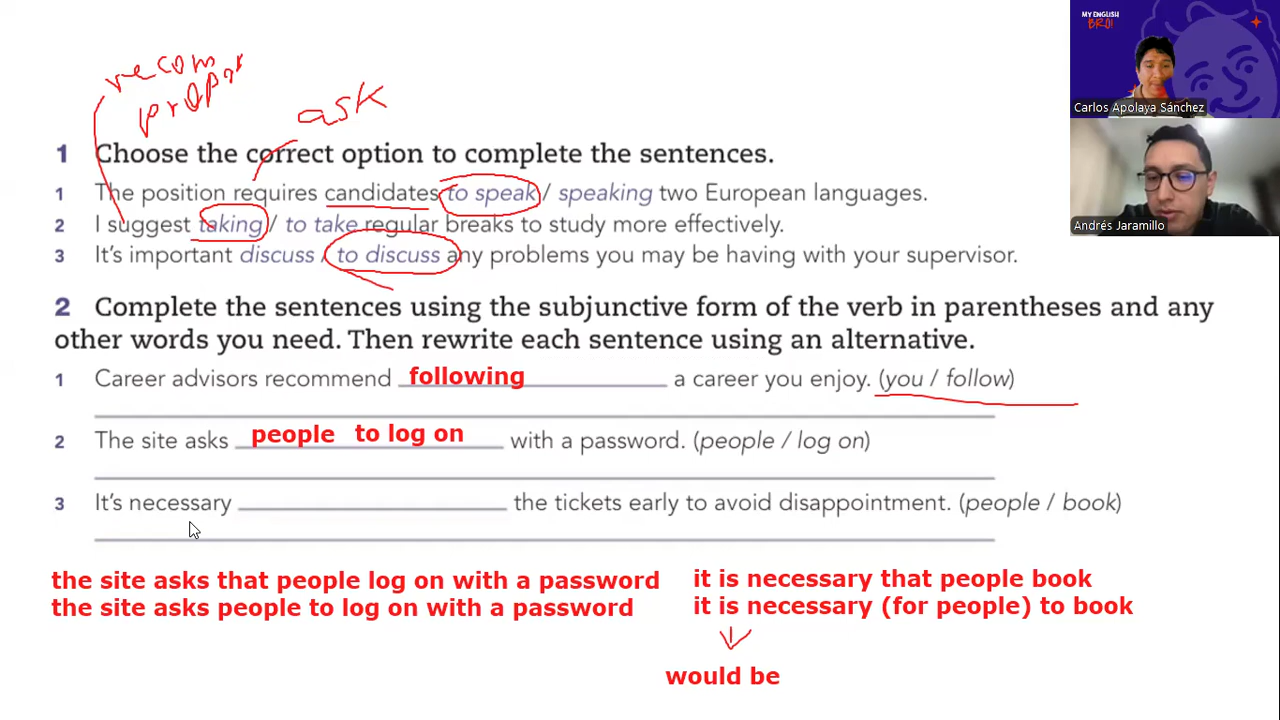 MY ENGLISH
BRO!
Carlos Apolaya Sánchez
Andrés Jaramillo
recom
ask
1 Choose the correct option to complete the sentences.
1 The position requires candidates to speak / speaking two European languages.
2 I suggest taking / to take regular breaks to study more effectively.
3 It's important discuss / to discuss any problems you may be having with your supervisor.
2 Complete the sentences using the subjunctive form of the verb in parentheses and any
other words you need. Then rewrite each sentence using an alternative.
1 Career advisors recommend following a career you enjoy. (you / follow)
2 The site asks people to log on with a password. (people / log on)
3 It's necessary the tickets early to avoid disappointment. (people / book)
the site asks that people log on with a password
the site asks people to log on with a password
it is necessary that people book
it is necessary (for people) to book
would be